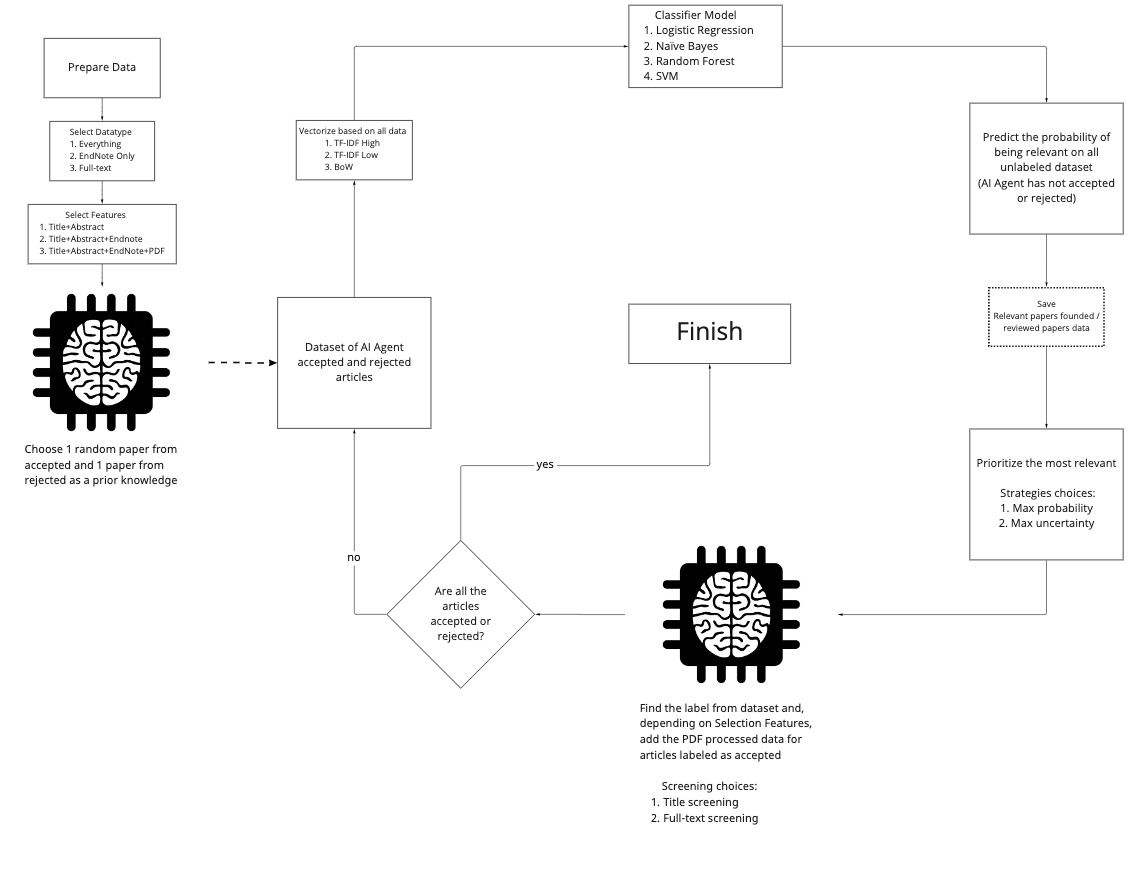 Prepare Data
Select Datatype
1. Everything
2. EndNote Only
3. Full-text
Select Features
1. Title+Abstract
2. Title+Abstract+Endnote
3. Title+Abstract+EndNote+PDF
Choose 1 random paper from
accepted and 1 paper from
rejected as a prior knowledge
Dataset of AI Agent
accepted and rejected
articles
Vectorize based on all data
1. TF-IDF High
2. TF-IDF Low
3. BoW
Classifier Model
1. Logistic Regression
2. Naïve Bayes
3. Random Forest
4. SVM
Predict the probability of
being relevant on all
unlabeled dataset
(AI Agent has not accepted
or rejected)
Save
Relevant papers founded /
reviewed papers data
Prioritize the most relevant
Strategies choices:
1. Max probability
2. Max uncertainty
Find the label from dataset and,
depending on Selection Features,
add the PDF processed data for
articles labeled as accepted
Screening choices:
1. Title screening
2. Full-text screening
Are all the
articles
accepted or
rejected?
no
yes
Finish